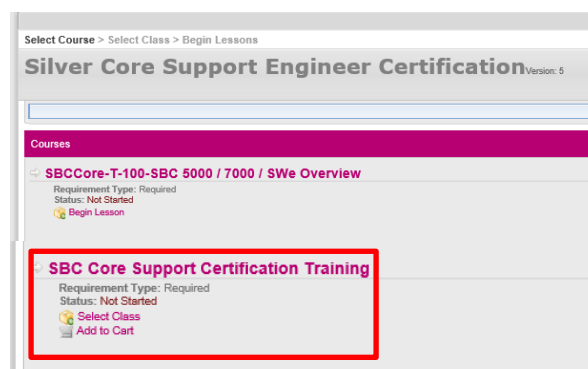 Select Course > Select Class > Begin Lessons
Silver Core Support Engineer Certification Version: 5
Courses
SBCCore-T-100-SBC 5000 / 7000 / SWe Overview
Requirement Type: Required
Status: Not Started
Begin Lesson
SBC Core Support Certification Training
Requirement Type: Required
Status: Not Started
Select Class
Add to Cart